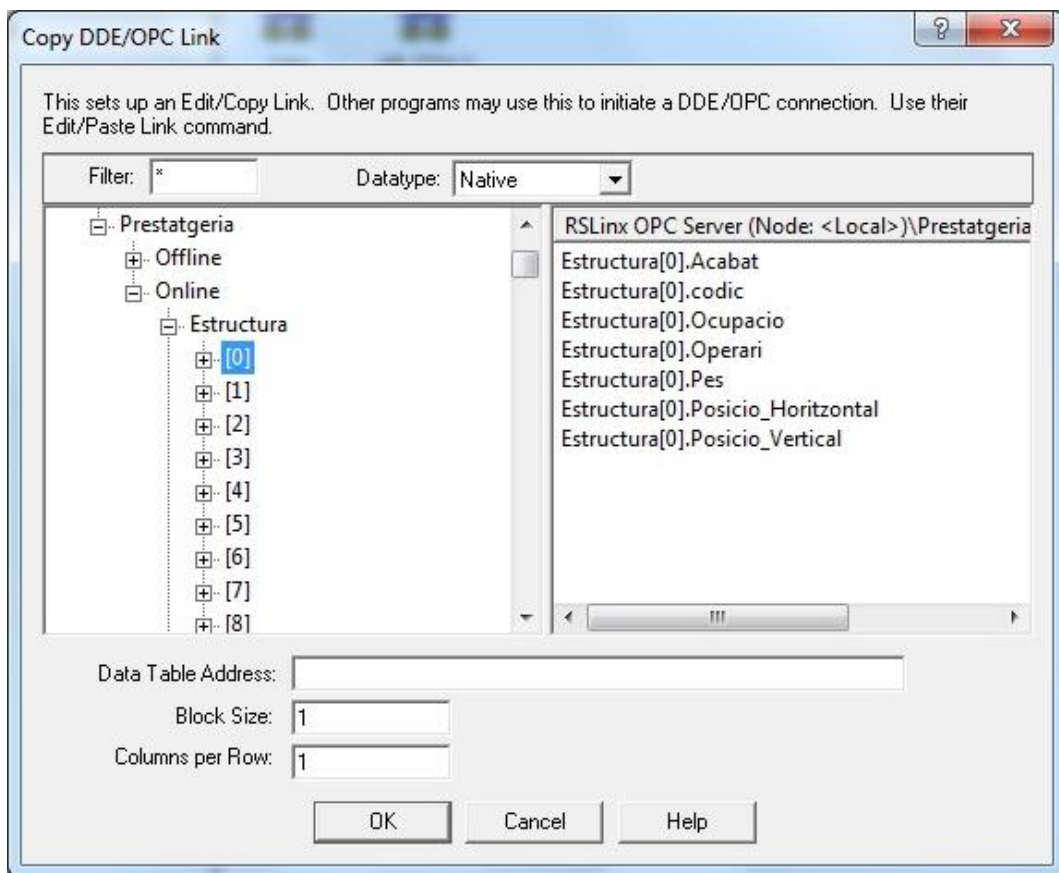 Copy DDE/OPC Link
This sets up an Edit/Copy Link. Other programs may use this to initiate a DDE/OPC connection. Use their
Edit/Paste Link command.
Filter: * Datatype: Native
Prestatgeria
Offline
Online
Estructura
[0]
[1]
[2]
[3]
[4]
[5]
[6]
[7]
[8]
RSLinx OPC Server (Node: <Local>)\Prestatgeria
Estructura[0].Acabat
Estructura[0].codic
Estructura[0].Ocupacio
Estructura[0].Operari
Estructura[0].Pes
Estructura[0].Posicio_Horitzontal
Estructura[0].Posicio_Vertical
Data Table Address:
Block Size: 1
Columns per Row: 1
OK Cancel Help